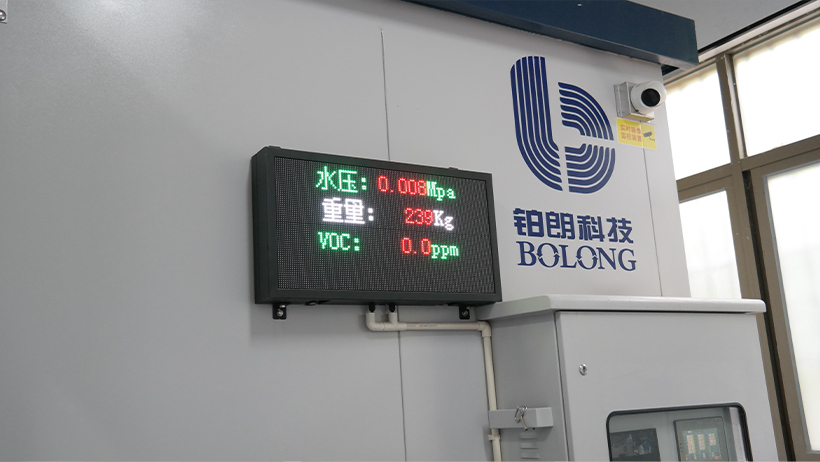 水压：0.008Mpa
重量：239Kg
VOC：0.0ppm
铂朗科技
BOLONG